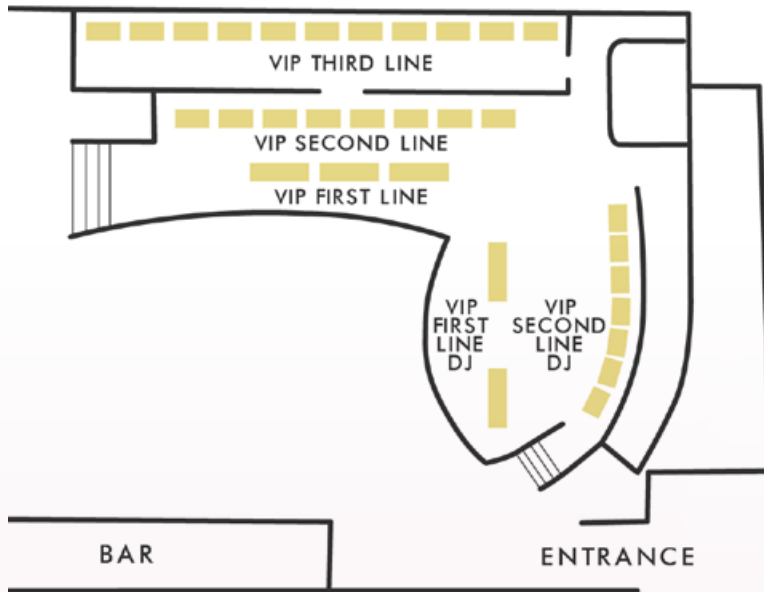 VIP THIRD LINE
VIP SECOND LINE
VIP FIRST LINE
VIP
FIRST
LINE
DJ
VIP
SECOND
LINE
DJ
BAR
ENTRANCE